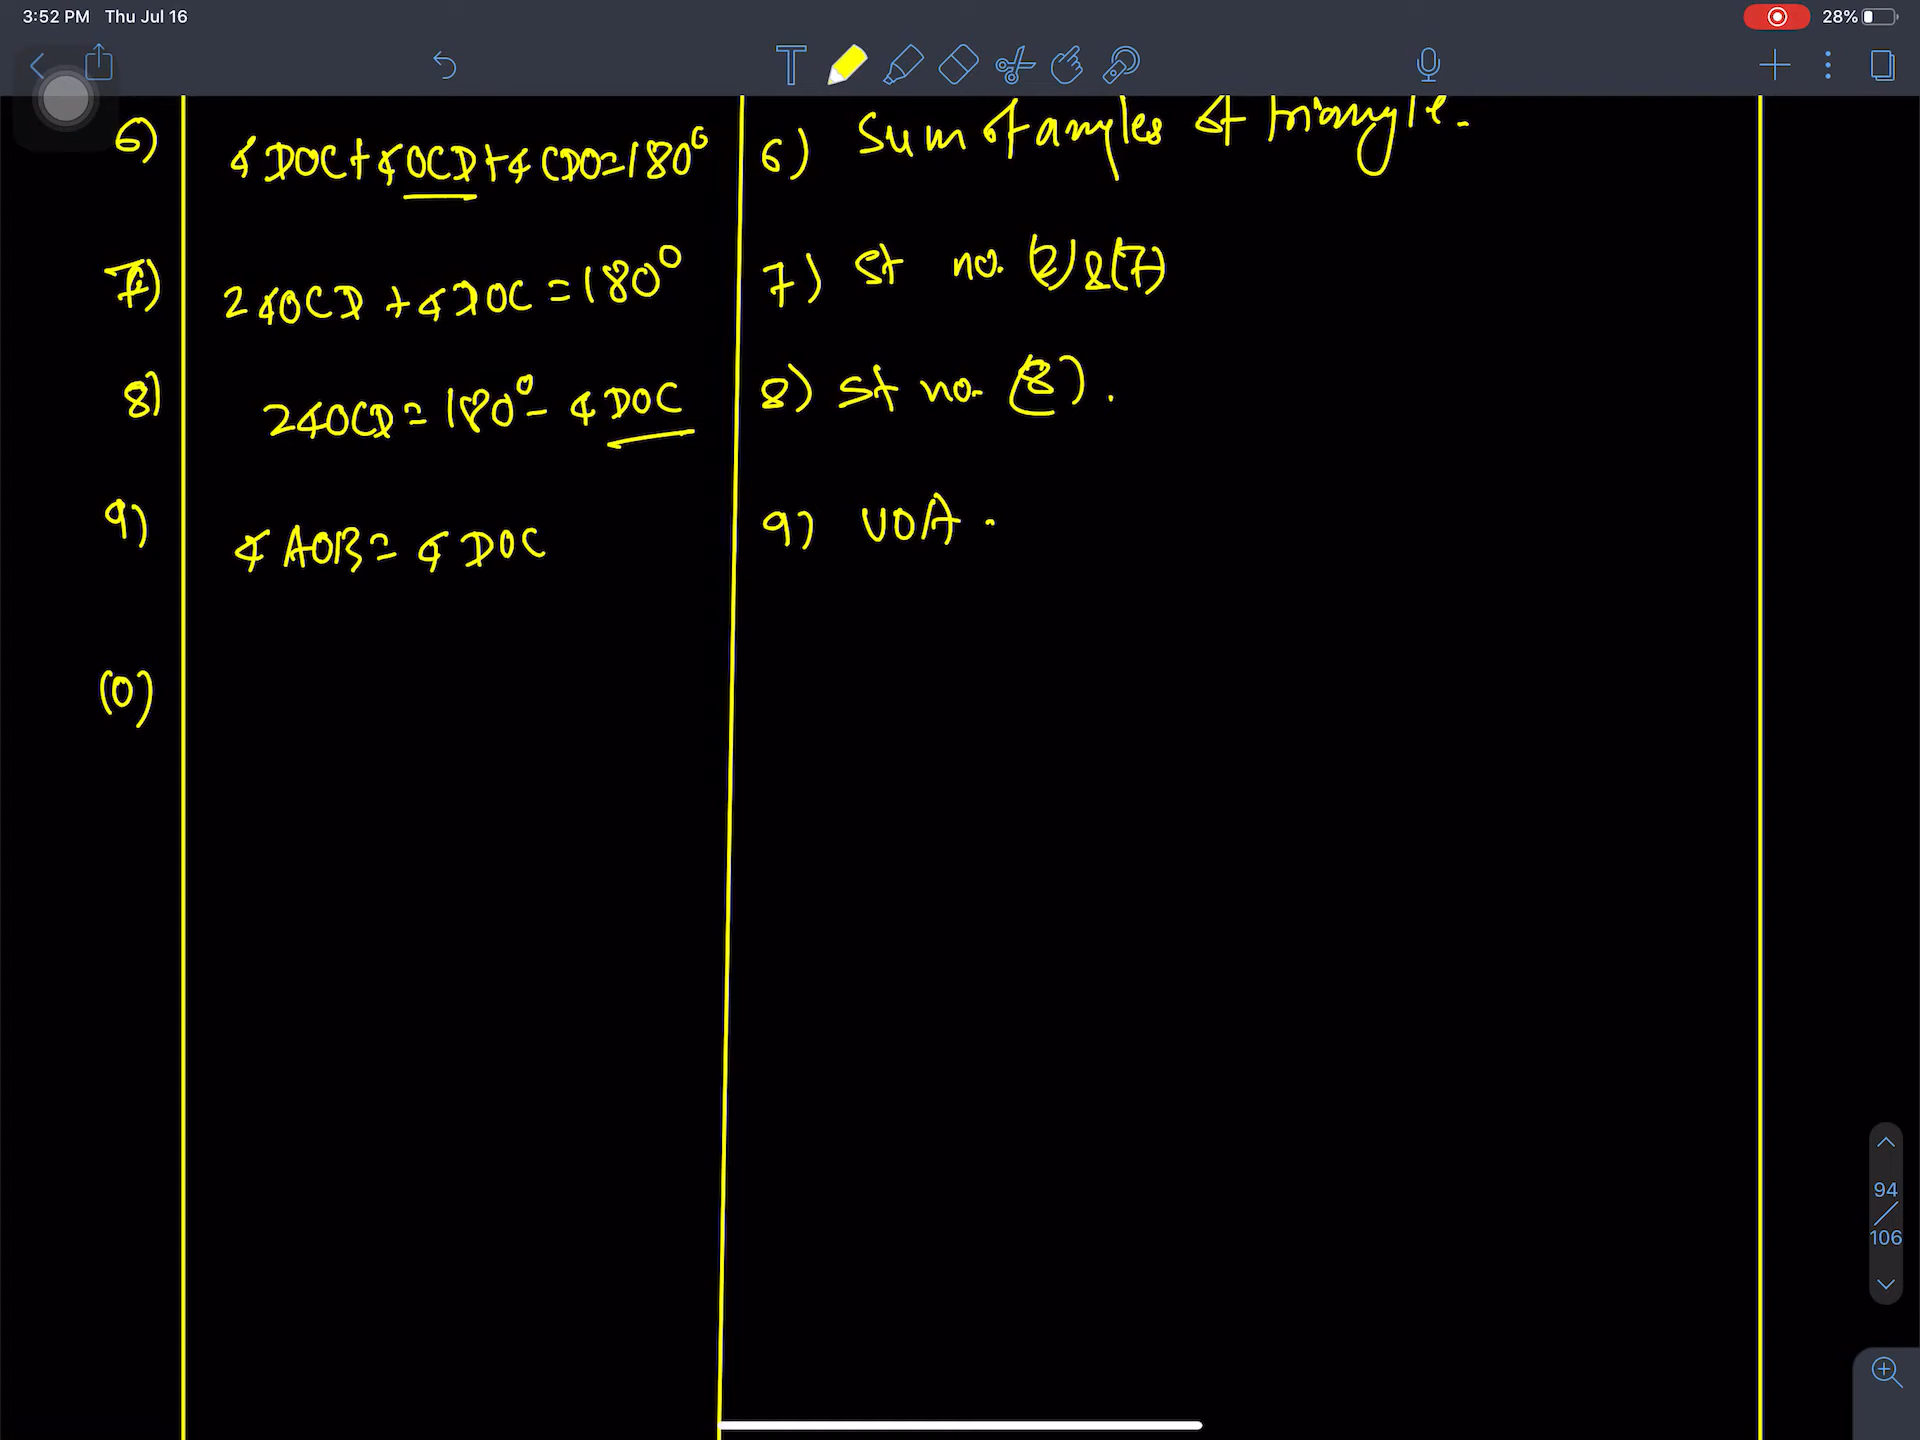 3:52 PM Thu Jul 16
28%
6) ∡DOC+∡OCD+∡CDO=180° 6) Sum of angles of triangle.
7) 2∡OCD + ∡DOC = 180° 7) St no. (2)&(7)
8) 2∡OCD = 180° - ∡DOC 8) St no. (8).
9) ∡AOB = ∡DOC 9) VOA.
(0)
94
106